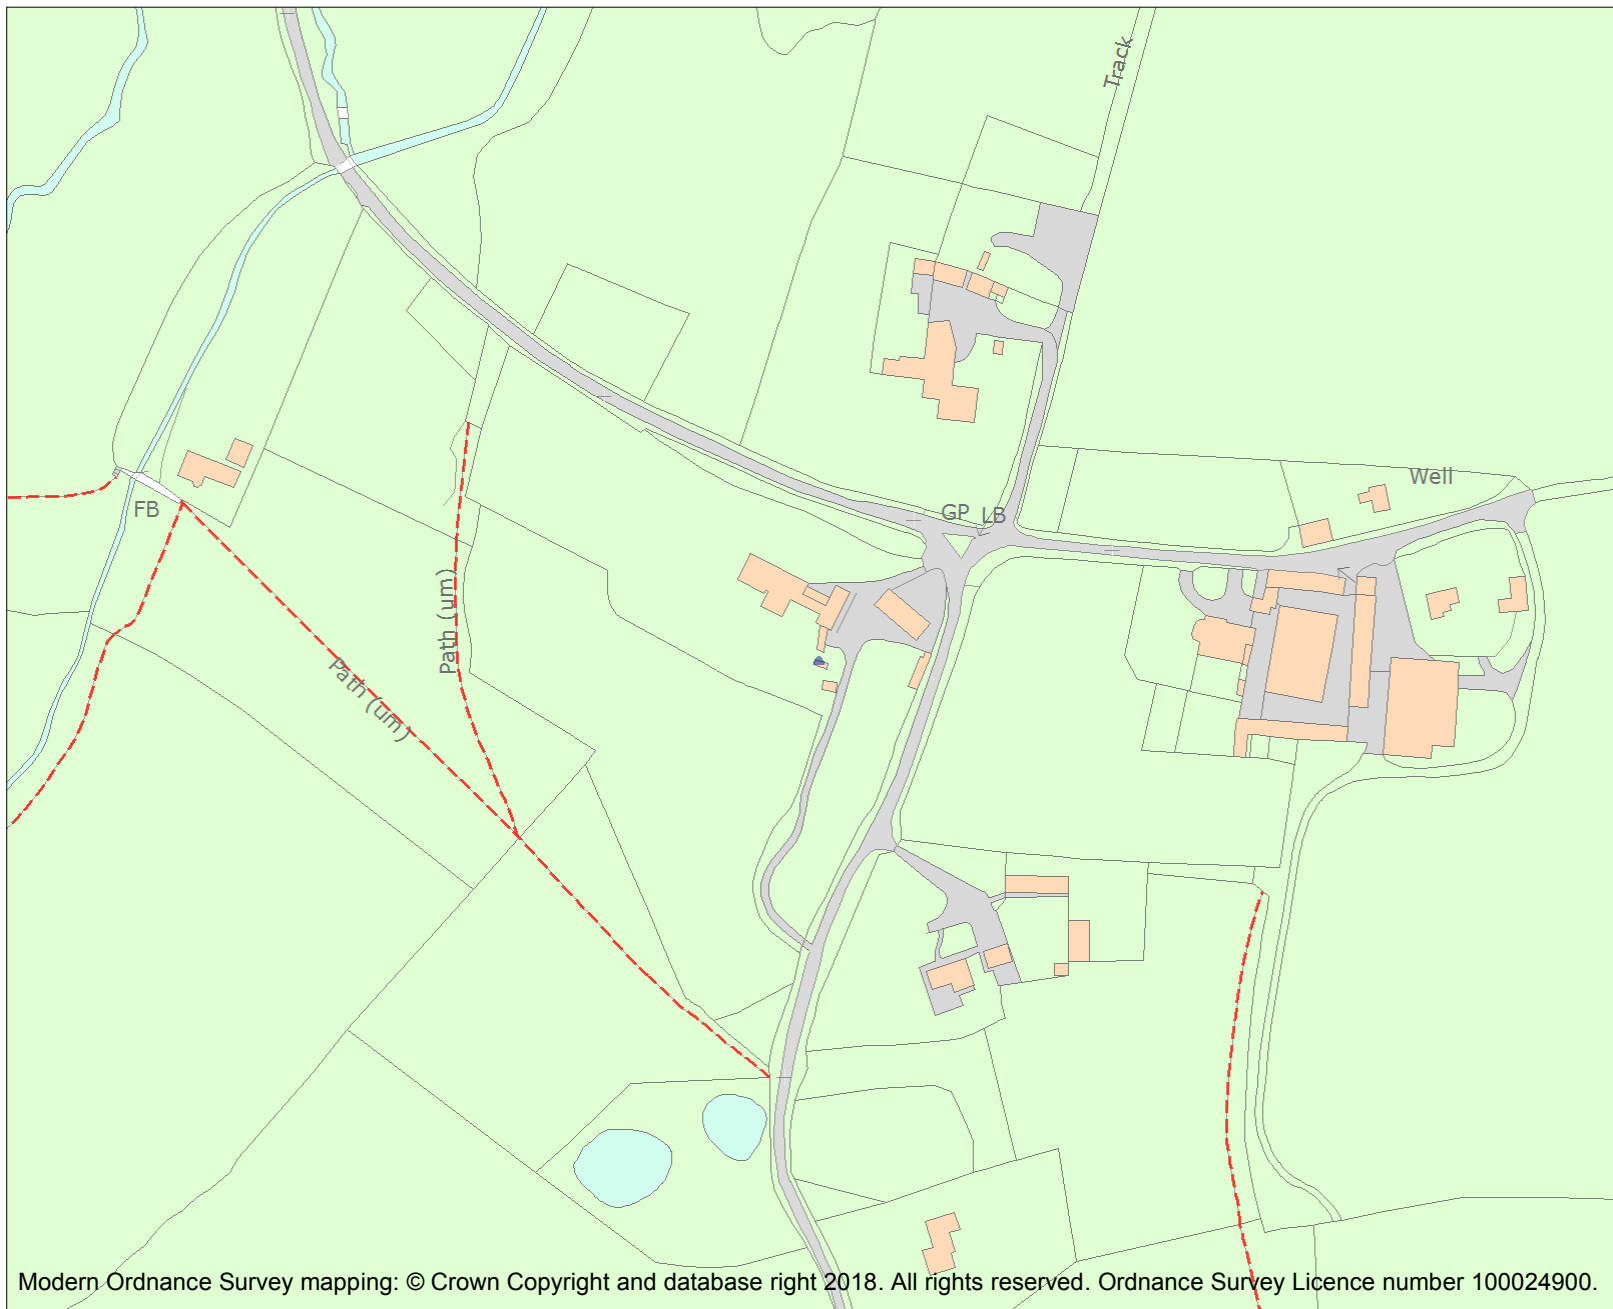 Track
Well
GP
LB
FB
Path (um)
Path (um)
Modern Ordnance Survey mapping: © Crown Copyright and database right 2018. All rights reserved. Ordnance Survey Licence number 100024900.